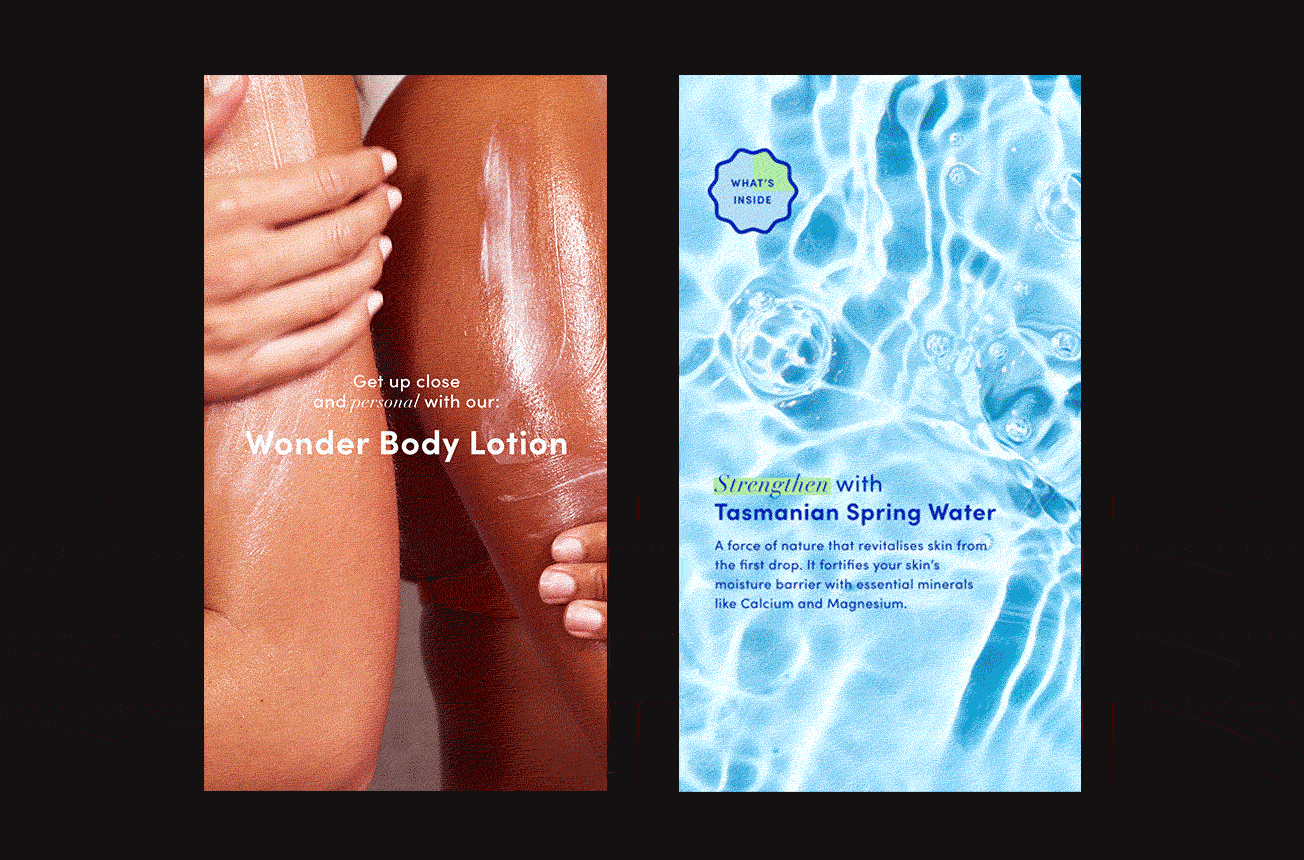 Get up close
and personal with our:
Wonder Body Lotion
WHAT'S
INSIDE
Strengthen with
Tasmanian Spring Water
A force of nature that revitalises skin from
the first drop. It fortifies your skin's
moisture barrier with essential minerals
like Calcium and Magnesium.